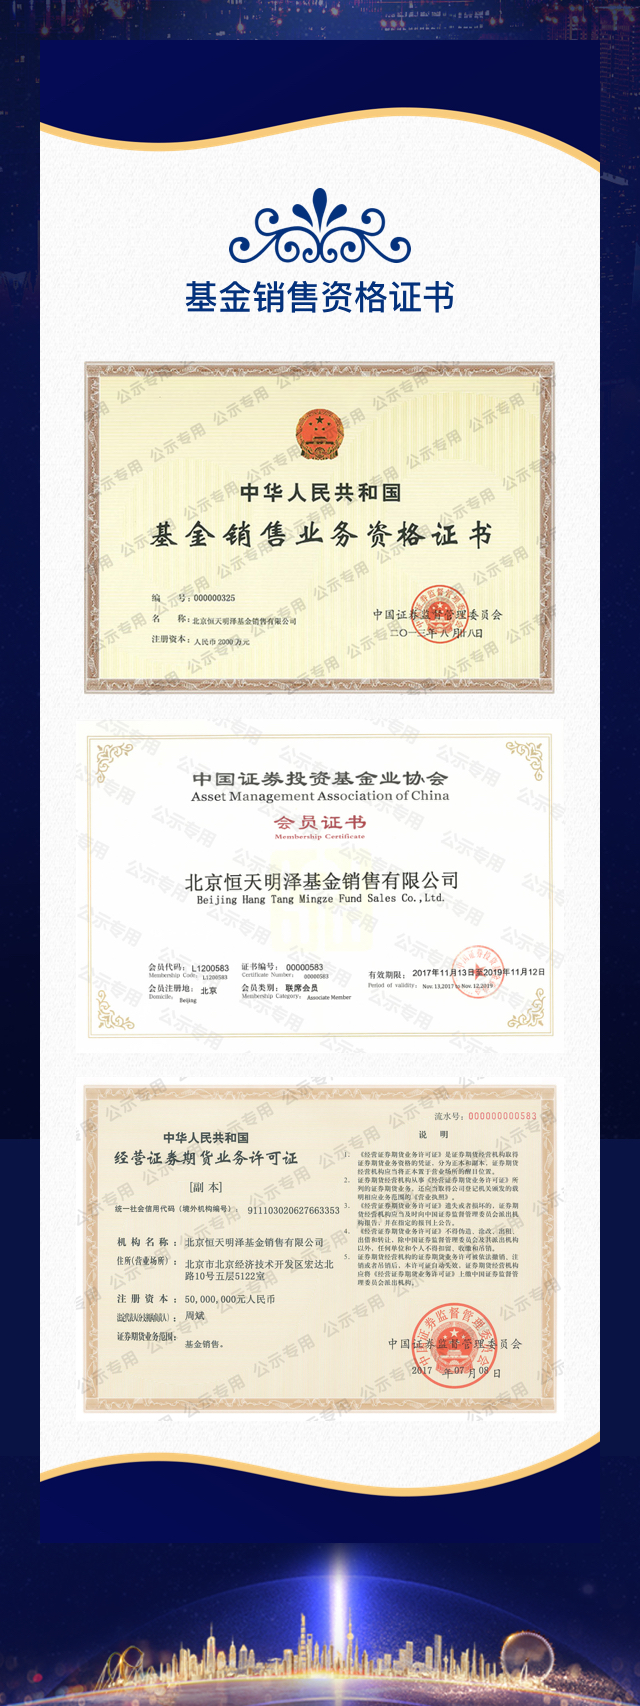 基金销售资格证书
中华人民共和国
基金销售业务资格证书
编 号:000000325
名 称:北京恒天明泽基金销售有限公司
注册资本:人民币2000万元
中国证券监督管理委员会
二〇一三年八月廿八日
公示专用
中国证券投资基金业协会
Asset Management Association of China
会员证书
Membership Certificate
北京恒天明泽基金销售有限公司
Beijing Hang Tang Mingze Fund Sales Co.,Ltd.
会员代码: L1200583 证书编号: 00000583
Membership Code: L1200583 Certificate Number: 00000583
会员注册地: 北京 会员类别: 联席会员
Domicile: Beijing Membership Category: Associate Member
有效期限: 2017年11月13日至2019年11月12日
Period of validity: Nov. 13,2017 to Nov. 12,2019
公示专用
流水号:000000000583
中华人民共和国
经营证券期货业务许可证
[副 本]
统一社会信用代码(境外机构编号) 911103020627663353
机构名称: 北京恒天明泽基金销售有限公司
住所(营业场所): 北京市北京经济技术开发区宏达北
路10号五层5122室
注册资本: 50,000,000元人民币
法定代表人(分支机构负责人): 周斌
证券期货业务范围: 基金销售。
说 明
1. 《经营证券期货业务许可证》是证券期货经营机构取得
证券期货业务资格的凭证，分为正本和副本，证券期货
经营机构应当将正本置于营业场所的醒目位置。
2. 证券期货经营机构从事《经营证券期货业务许可证》所
列的证券期货业务，还应当取得公司登记机关颁发的载
明相应业务范围的《营业执照》。
3. 《经营证券期货业务许可证》遗失或者损坏的，证券期
货经营机构应当及时向中国证券监督管理委员会派出机
构报告，并在指定的报刊上公告。
4. 《经营证券期货业务许可证》不得伪造、涂改、出租、
出借和转让，除中国证券监督管理委员会及其派出机构
以外，任何单位和个人不得扣留、收缴和吊销。
5. 证券期货经营机构的证券期货业务许可被依法撤销、注
销或者吊销后，本许可证自动失效，证券期货经营机构
应将《经营证券期货业务许可证》上缴中国证券监督管
理委员会派出机构。
中国证券监督管理委员会
2017 年 07 月 08 日
公示专用